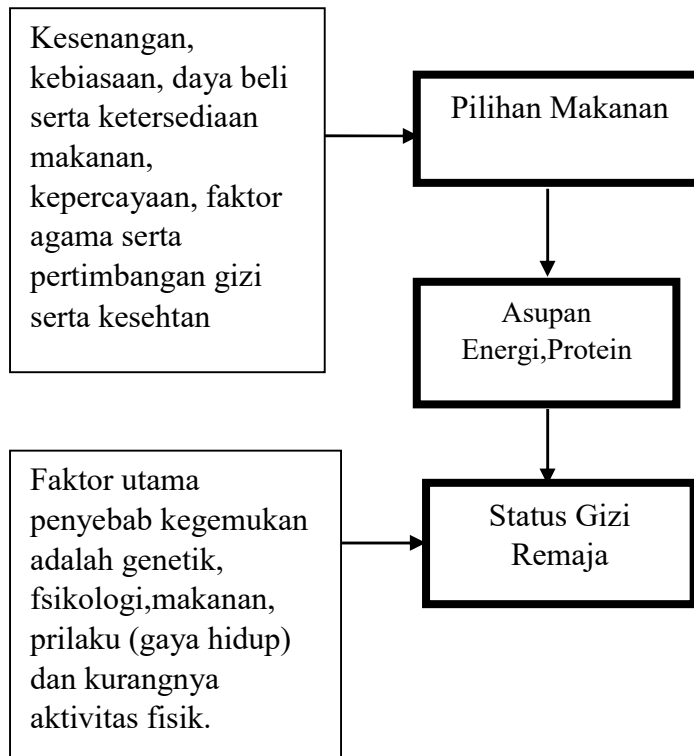 Kesenangan,
kebiasaan, daya beli
serta ketersediaan
makanan,
kepercayaan, faktor
agama serta
pertimbangan gizi
serta kesehtan
Pilihan Makanan
Asupan
Energi,Protein
Faktor utama
penyebab kegemukan
adalah genetik,
fsikologi,makanan,
prilaku (gaya hidup)
dan kurangnya
aktivitas fisik.
Status Gizi
Remaja